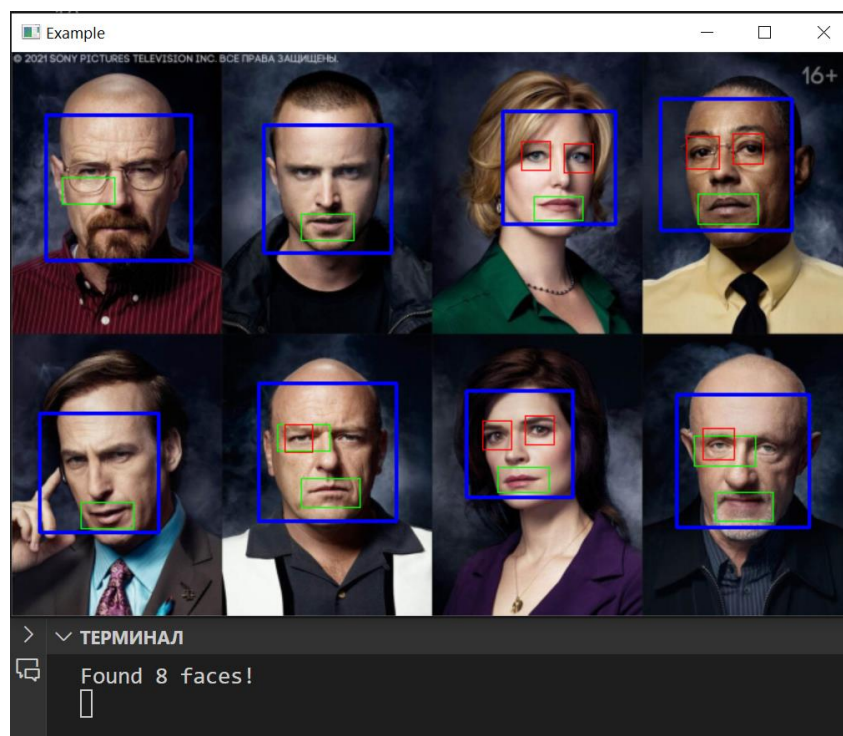 Example
© 2021 SONY PICTURES TELEVISION INC. ВСЕ ПРАВА ЗАЩИЩЕНЫ.
16+
ТЕРМИНАЛ
Found 8 faces!